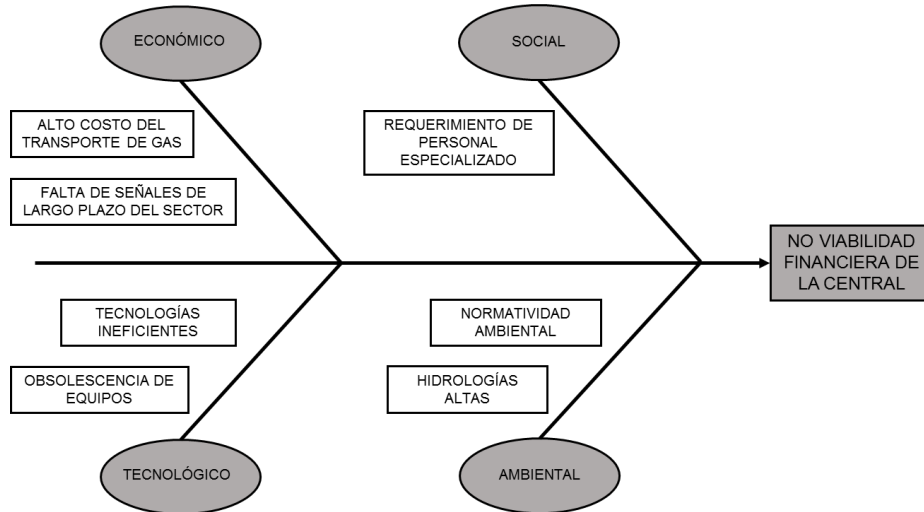 ECONÓMICO
SOCIAL
ALTO COSTO DEL
TRANSPORTE DE GAS
REQUERIMIENTO DE
PERSONAL
ESPECIALIZADO
FALTA DE SEÑALES DE
LARGO PLAZO DEL SECTOR
NO VIABILIDAD
FINANCIERA DE
LA CENTRAL
TECNOLOGÍAS
INEFICIENTES
NORMATIVIDAD
AMBIENTAL
OBSOLESCENCIA DE
EQUIPOS
HIDROLOGÍAS
ALTAS
TECNOLÓGICO
AMBIENTAL